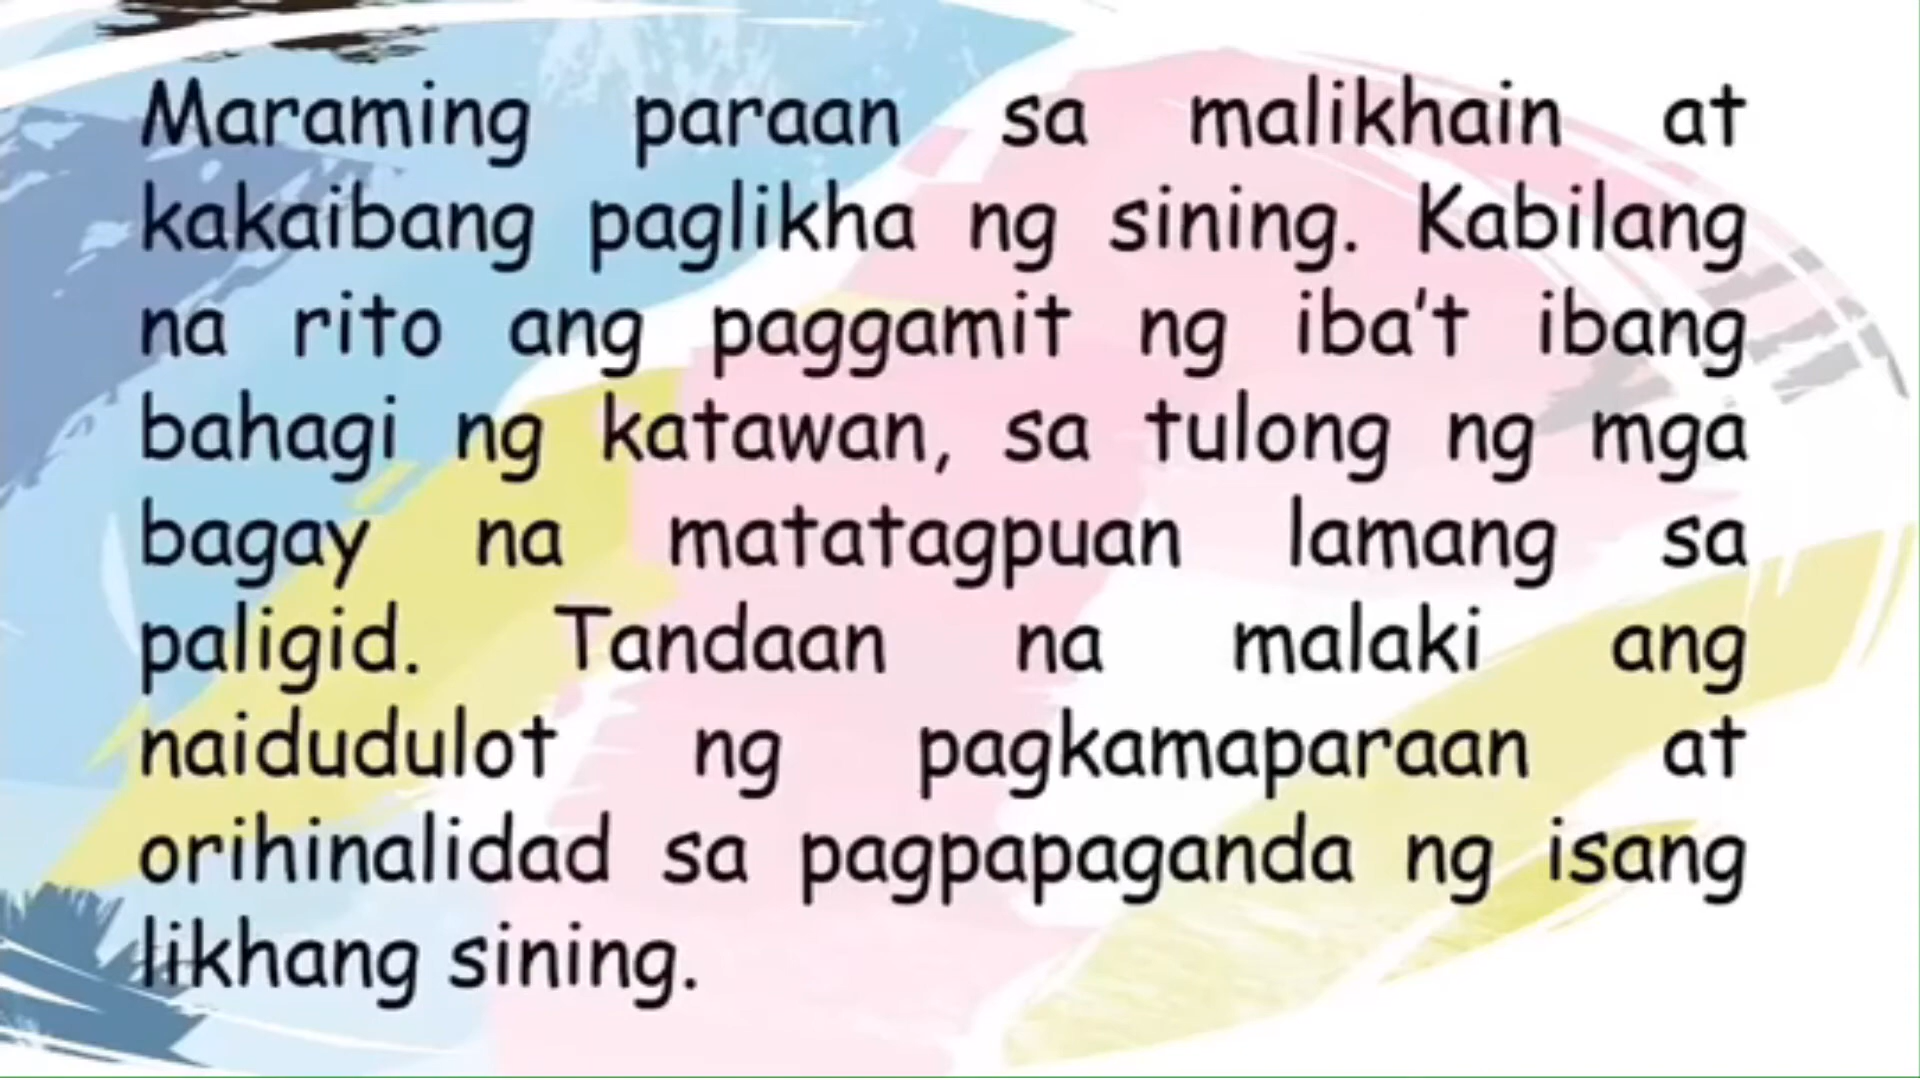 Maraming paraan sa malikhain at
kakaibang paglikha ng sining. Kabilang
na rito ang paggamit ng iba't ibang
bahagi ng katawan, sa tulong ng mga
bagay na matatagpuan lamang sa
paligid. Tandaan na malaki ang
naidudulot ng pagkamaparaan at
orihinalidad sa pagpapaganda ng isang
likhang sining.